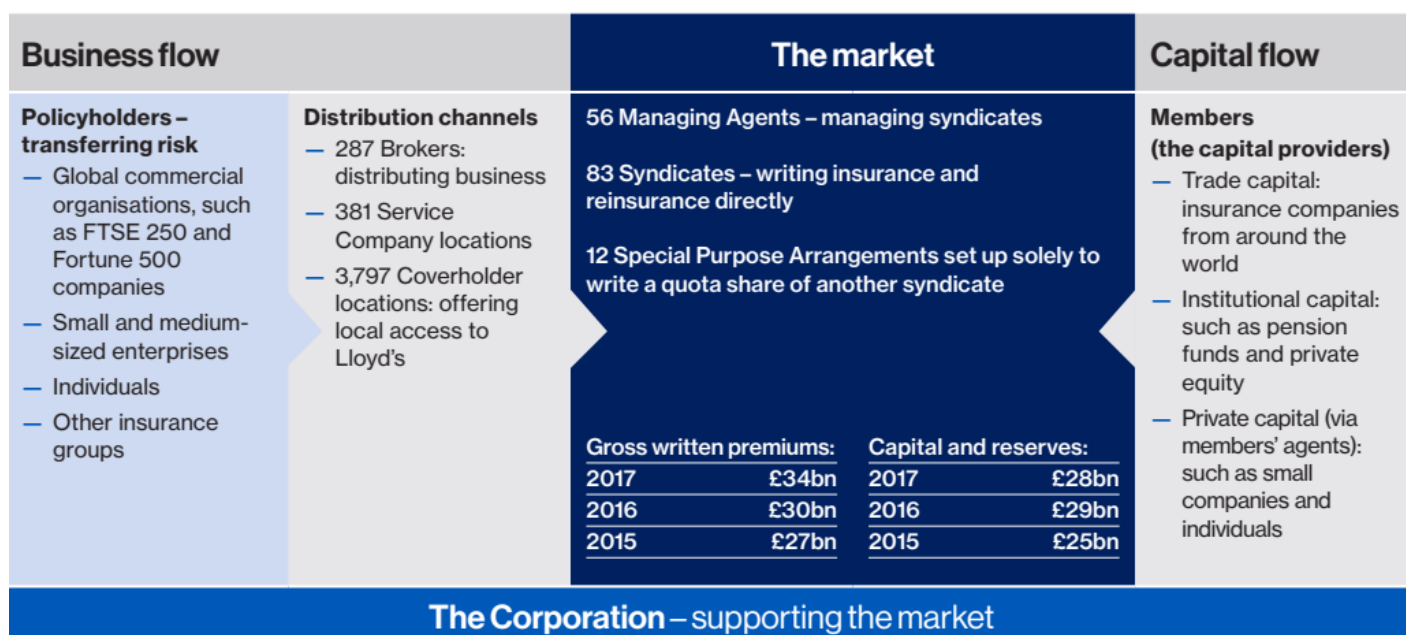 Business flow
The market
Capital flow
Policyholders –
transferring risk
— Global commercial
organisations, such
as FTSE 250 and
Fortune 500
companies
— Small and medium-
sized enterprises
— Individuals
— Other insurance
groups
Distribution channels
— 287 Brokers:
distributing business
— 381 Service
Company locations
— 3,797 Coverholder
locations: offering
local access to
Lloyd’s
56 Managing Agents – managing syndicates
83 Syndicates – writing insurance and
reinsurance directly
12 Special Purpose Arrangements set up solely to
write a quota share of another syndicate
Gross written premiums:
2017 £34bn
2016 £30bn
2015 £27bn
Capital and reserves:
2017 £28bn
2016 £29bn
2015 £25bn
Members
(the capital providers)
— Trade capital:
insurance companies
from around the
world
— Institutional capital:
such as pension
funds and private
equity
— Private capital (via
members’ agents):
such as small
companies and
individuals
The Corporation – supporting the market